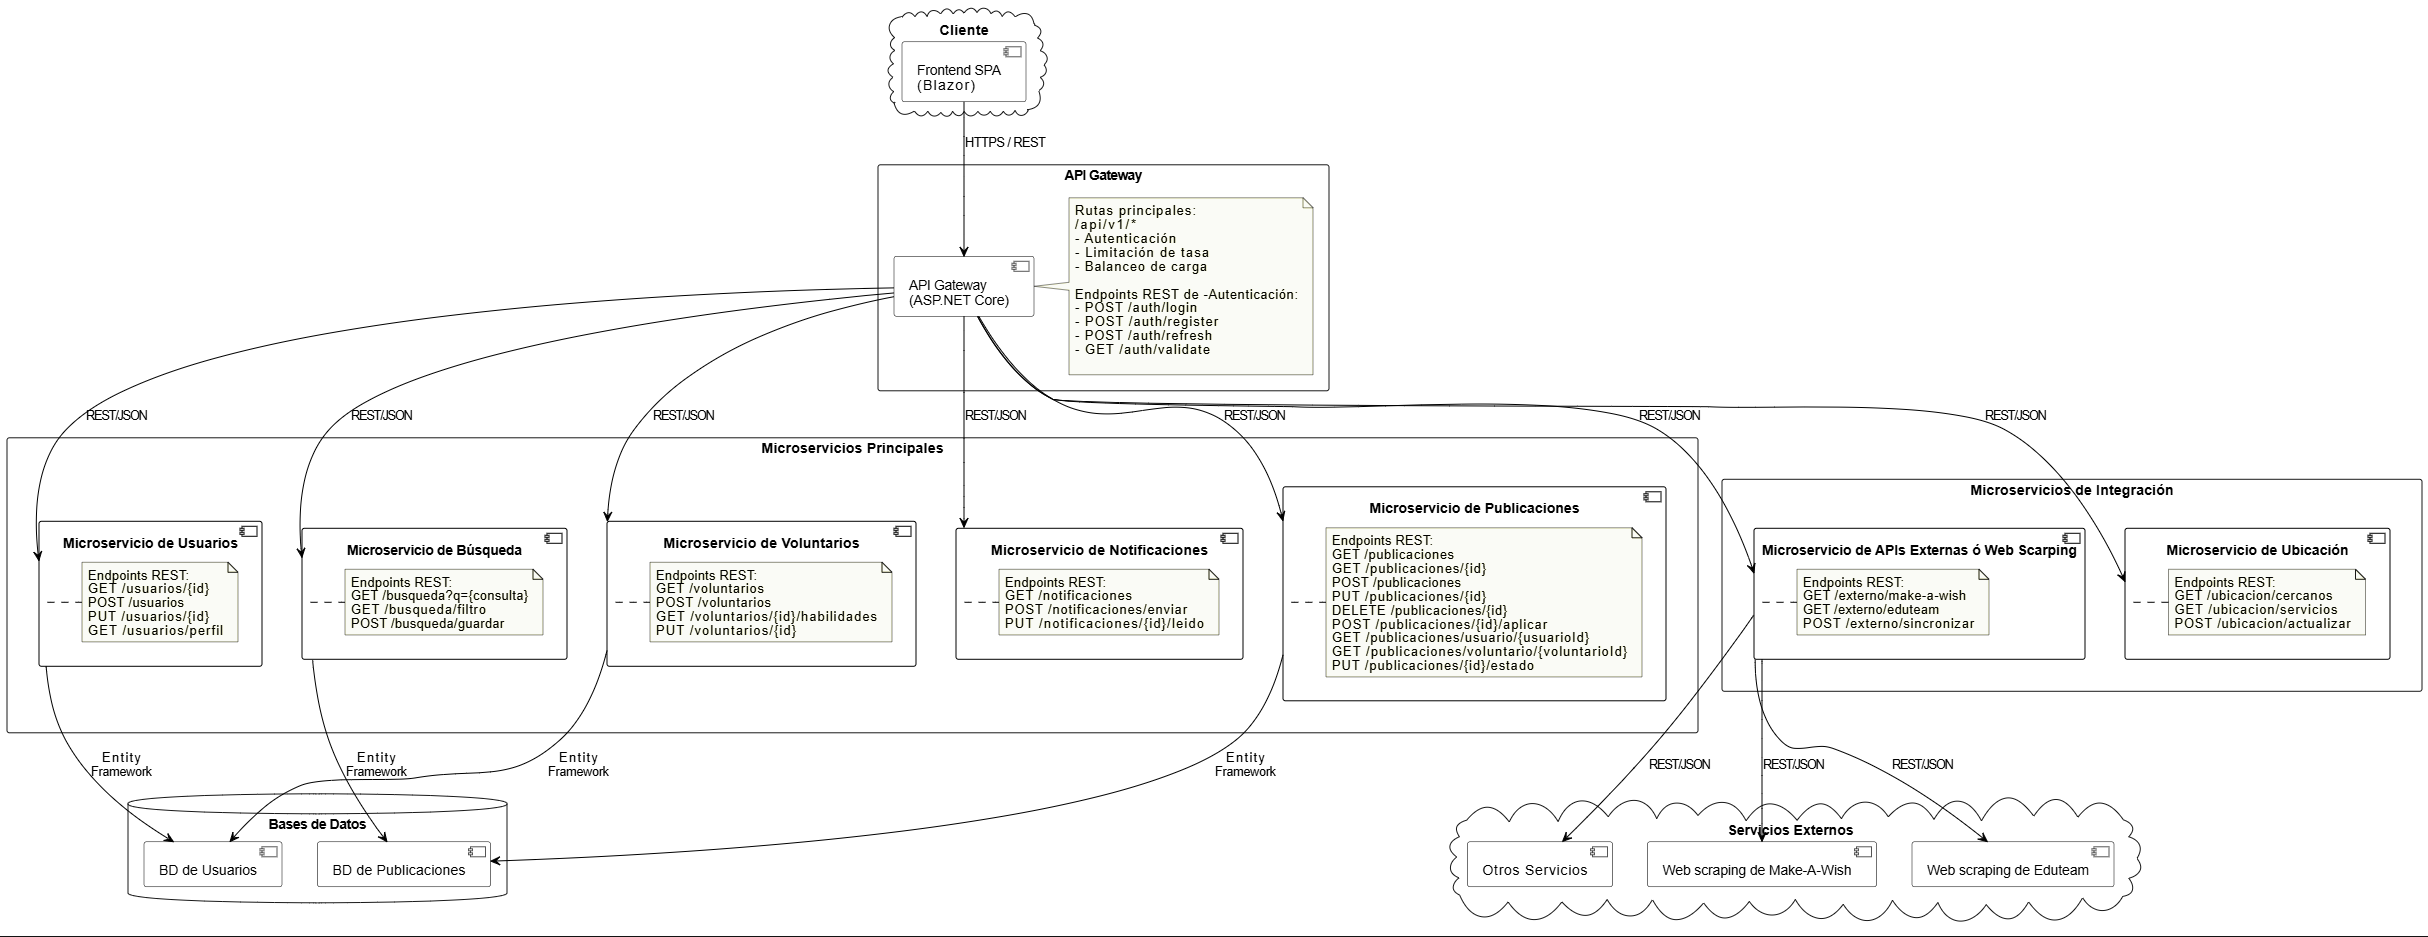 Cliente
Frontend SPA
(Blazor)
HTTPS / REST
API Gateway
Rutas principales:
/api/v1/*
- Autenticación
- Limitación de tasa
- Balanceo de carga
Endpoints REST de -Autenticación:
- POST /auth/login
- POST /auth/register
- POST /auth/refresh
- GET /auth/validate
API Gateway
(ASP.NET Core)
REST/JSON
REST/JSON
REST/JSON
REST/JSON
REST/JSON
REST/JSON
REST/JSON
Microservicios Principales
Microservicio de Usuarios
Endpoints REST:
GET /usuarios/{id}
POST /usuarios
PUT /usuarios/{id}
GET /usuarios/perfil
Microservicio de Búsqueda
Endpoints REST:
GET /busqueda?q={consulta}
GET /busqueda/filtro
POST /busqueda/guardar
Microservicio de Voluntarios
Endpoints REST:
GET /voluntarios
POST /voluntarios
GET /voluntarios/{id}/habilidades
PUT /voluntarios/{id}
Microservicio de Notificaciones
Endpoints REST:
GET /notificaciones
POST /notificaciones/enviar
PUT /notificaciones/{id}/leido
Microservicio de Publicaciones
Endpoints REST:
GET /publicaciones
GET /publicaciones/{id}
POST /publicaciones
PUT /publicaciones/{id}
DELETE /publicaciones/{id}
POST /publicaciones/{id}/aplicar
GET /publicaciones/usuario/{usuarioId}
GET /publicaciones/voluntario/{voluntarioId}
PUT /publicaciones/{id}/estado
Microservicios de Integración
Microservicio de APIs Externas ó Web Scarping
Endpoints REST:
GET /externo/make-a-wish
GET /externo/eduteam
POST /externo/sincronizar
Microservicio de Ubicación
Endpoints REST:
GET /ubicacion/cercanos
GET /ubicacion/servicios
POST /ubicacion/actualizar
Entity
Framework
Entity
Framework
Entity
Framework
Entity
Framework
REST/JSON
REST/JSON
REST/JSON
Bases de Datos
BD de Usuarios
BD de Publicaciones
Servicios Externos
Otros Servicios
Web scraping de Make-A-Wish
Web scraping de Eduteam